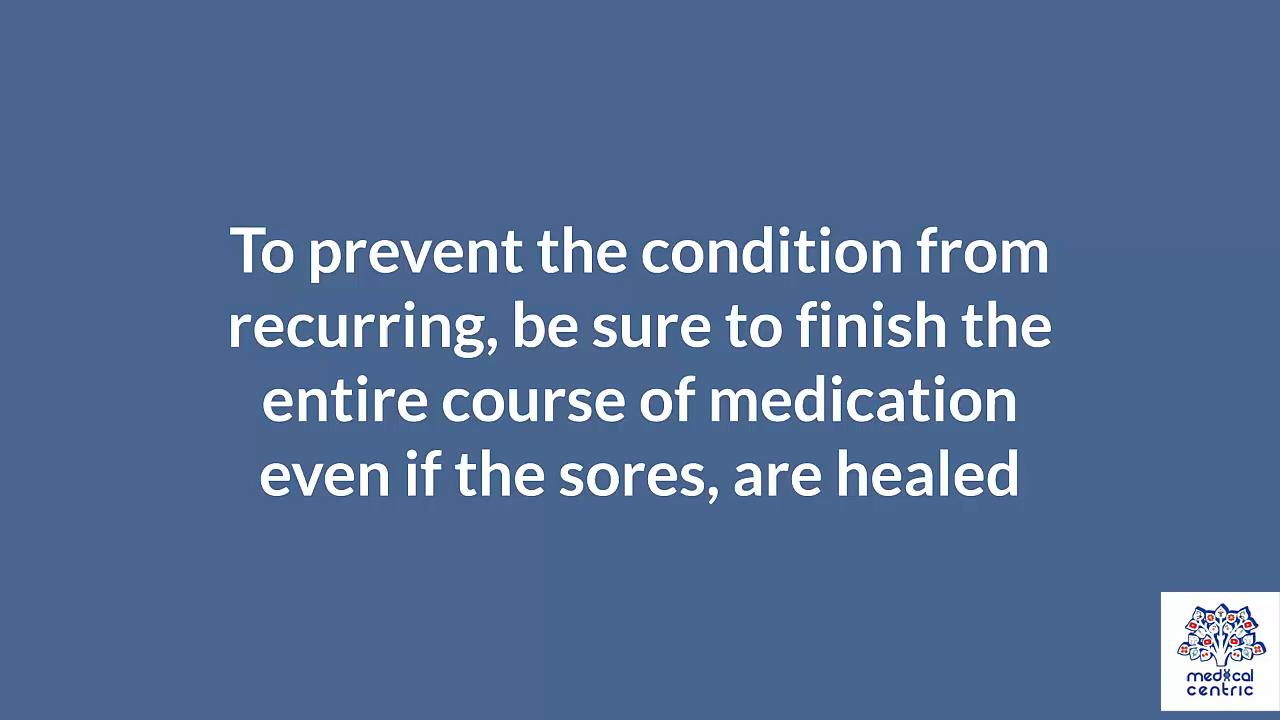 To prevent the condition from
recurring, be sure to finish the
entire course of medication
even if the sores, are healed
medical
centric